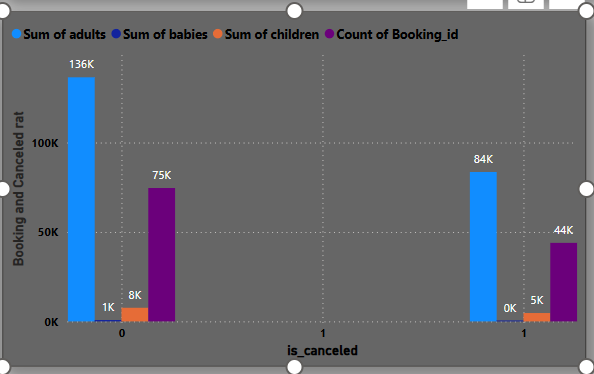 Sum of adults Sum of babies Sum of children Count of Booking_id
136K
84K
75K
44K
1K
8K
0K
5K
100K
50K
0K
Booking and Canceled rat
0 1 1
is_canceled